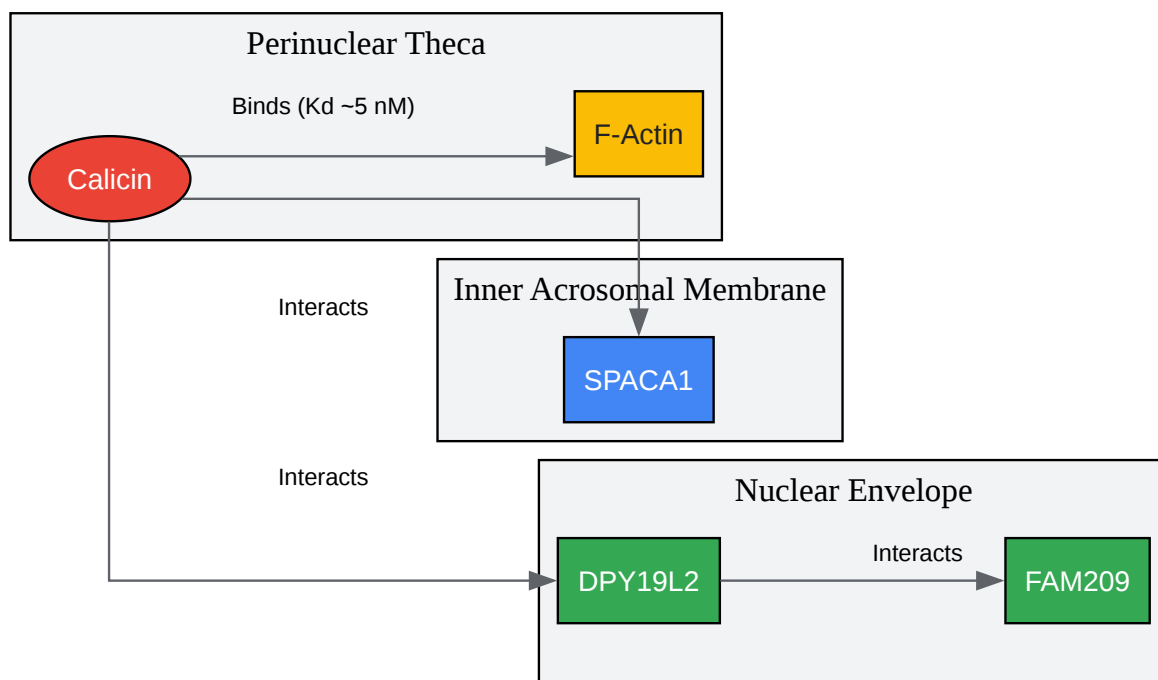 Perinuclear Theca
Binds (Kd ~5 nM)
F-Actin
Calicin
Inner Acrosomal Membrane
Interacts
SPACA1
Interacts
Nuclear Envelope
Interacts
DPY19L2
FAM209